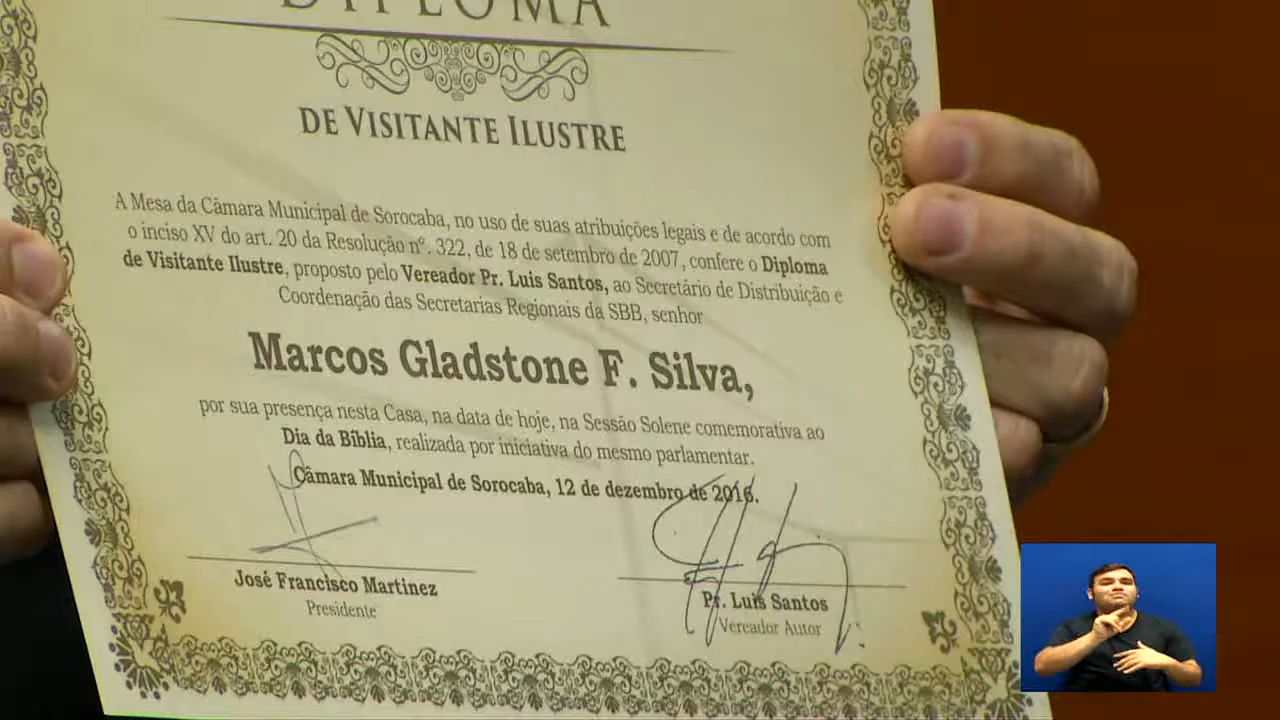 DIPLOMA
DE VISITANTE ILUSTRE
A Mesa da Câmara Municipal de Sorocaba, no uso de suas atribuições legais e de acordo com
o inciso XV do art. 20 da Resolução nº. 322, de 18 de setembro de 2007, confere o Diploma
de Visitante Ilustre, proposto pelo Vereador Pr. Luis Santos, ao Secretário de Distribuição e
Coordenação das Secretarias Regionais da SBB, senhor
Marcos Gladstone F. Silva,
por sua presença nesta Casa, na data de hoje, na Sessão Solene comemorativa ao
Dia da Bíblia, realizada por iniciativa do mesmo parlamentar.
Câmara Municipal de Sorocaba, 12 de dezembro de 2016.
José Francisco Martinez
Presidente
Pr. Luis Santos
Vereador Autor